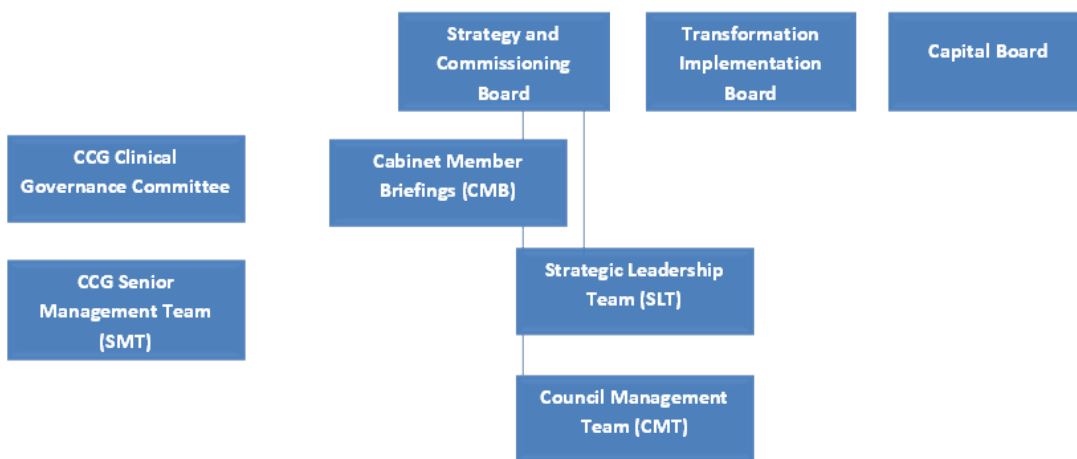 Strategy and
Commissioning
Board
Transformation
Implementation
Board
Capital Board
CCG Clinical
Governance Committee
Cabinet Member
Briefings (CMB)
CCG Senior
Management Team
(SMT)
Strategic Leadership
Team (SLT)
Council Management
Team (CMT)